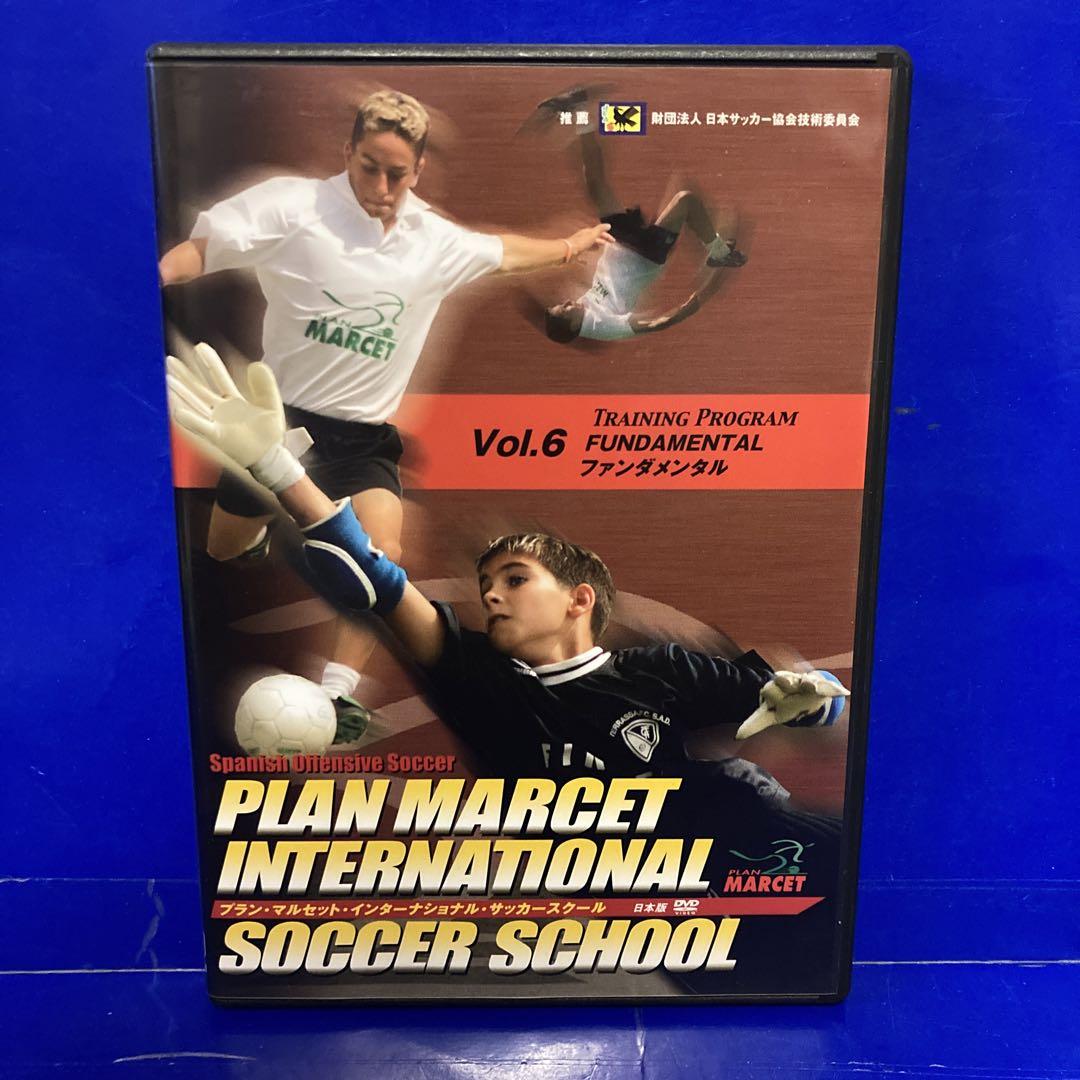 推薦 財団法人 日本サッカー協会技術委員会
PLAN
MARCET
Vol.6
TRAINING PROGRAM
FUNDAMENTAL
ファンダメンタル
TERRASSA F.C. S.A.D.
Spanish Offensive Soccer
PLAN MARCET
INTERNATIONAL
PLAN
MARCET
プラン・マルセット・インターナショナル・サッカースクール 日本版 DVD
VIDEO
SOCCER SCHOOL